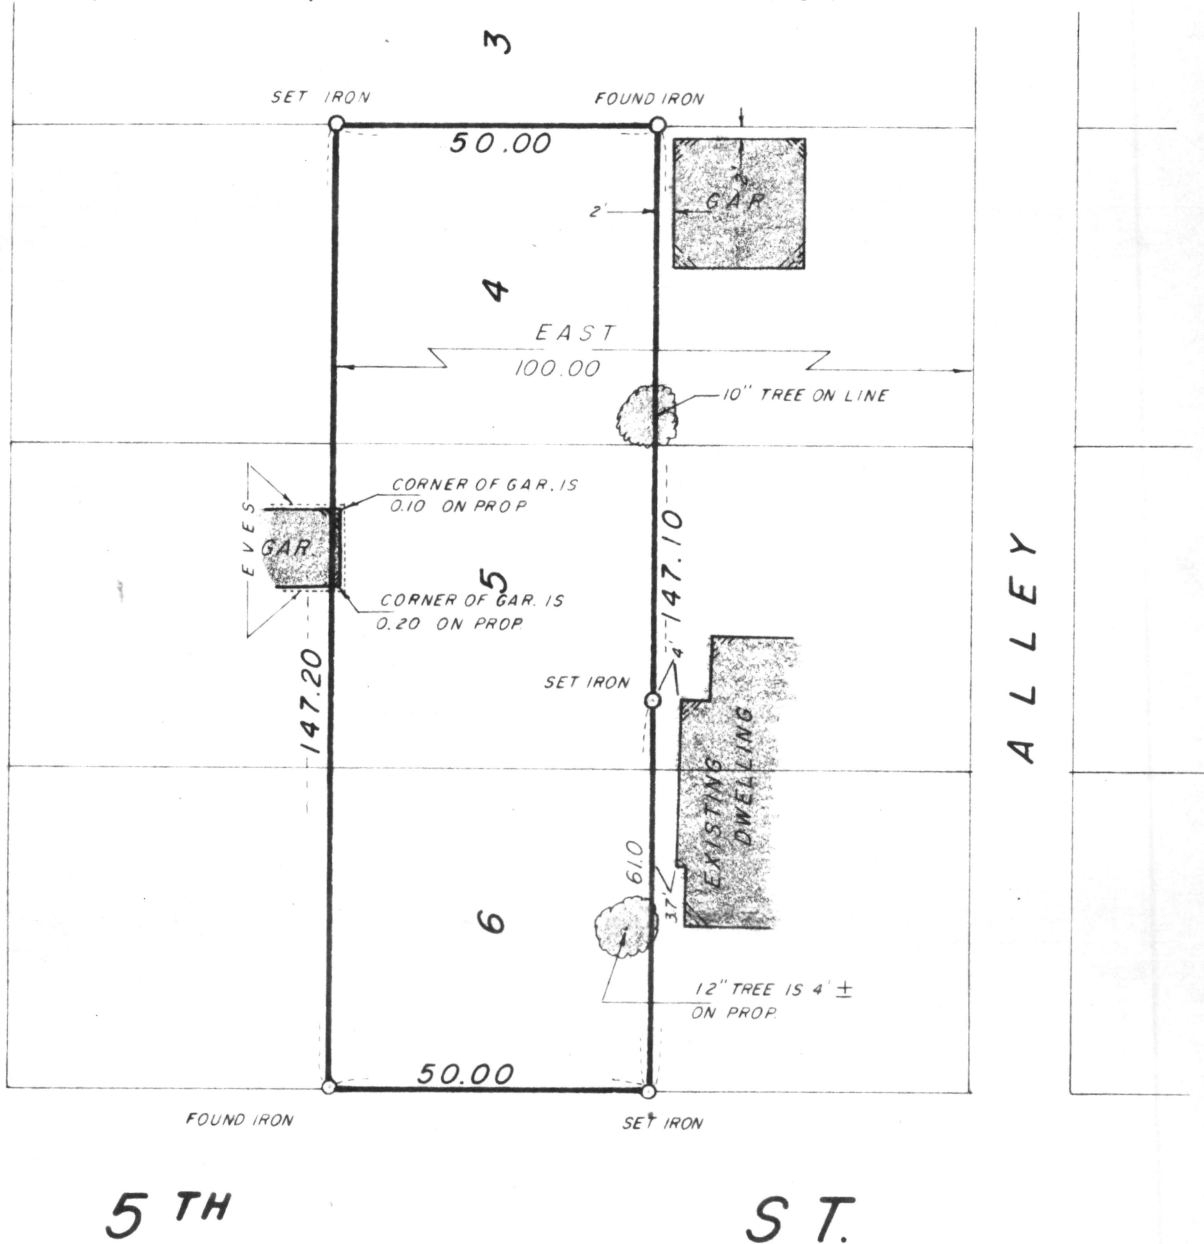 3
SET IRON
FOUND IRON
50.00
2'
GAR.
2'
4
EAST
100.00
10" TREE ON LINE
CORNER OF GAR. IS
0.10 ON PROP.
EVES
GAR.
5
147.10
CORNER OF GAR. IS
0.20 ON PROP.
ALLEY
147.20
4'
SET IRON
EXISTING
DWELLING
61.0
3.7'
6
12" TREE IS 4' ±
ON PROP.
50.00
FOUND IRON
SET IRON
5TH ST.